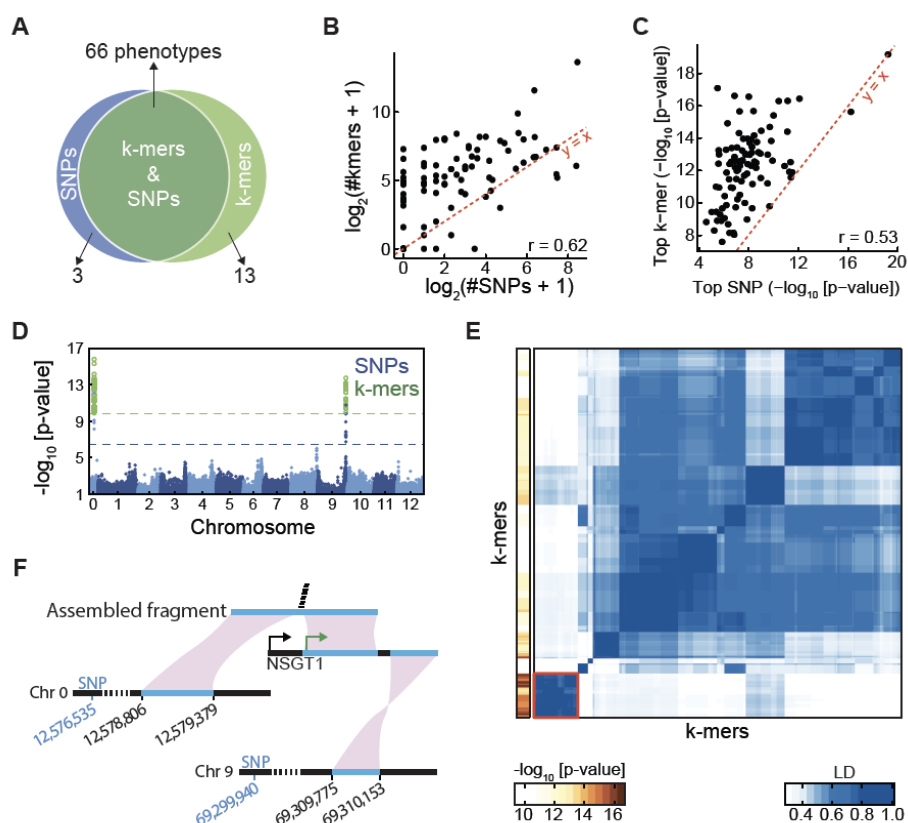 A
66 phenotypes
SNPs
k-mers
&
SNPs
k-mers
3
13
B
log2(#kmers + 1)
10
5
0
y = x
r = 0.62
0 2 4 6 8
log2(#SNPs + 1)
C
Top k-mer (−log10 [p−value])
18
16
14
12
10
8
y = x
r = 0.53
4 8 12 16 20
Top SNP (−log10 [p−value])
D
-log10 [p-value]
17
13
9
5
1
SNPs
k-mers
0 1 2 3 4 5 6 7 8 9 10 11 12
Chromosome
E
k-mers
k-mers
-log10 [p-value]
10 12 14 16
LD
0.4 0.6 0.8 1.0
F
Assembled fragment
NSGT1
Chr 0
SNP
12,576,535
12,578,806
12,579,379
Chr 9
SNP
69,299,940
69,309,775
69,310,153